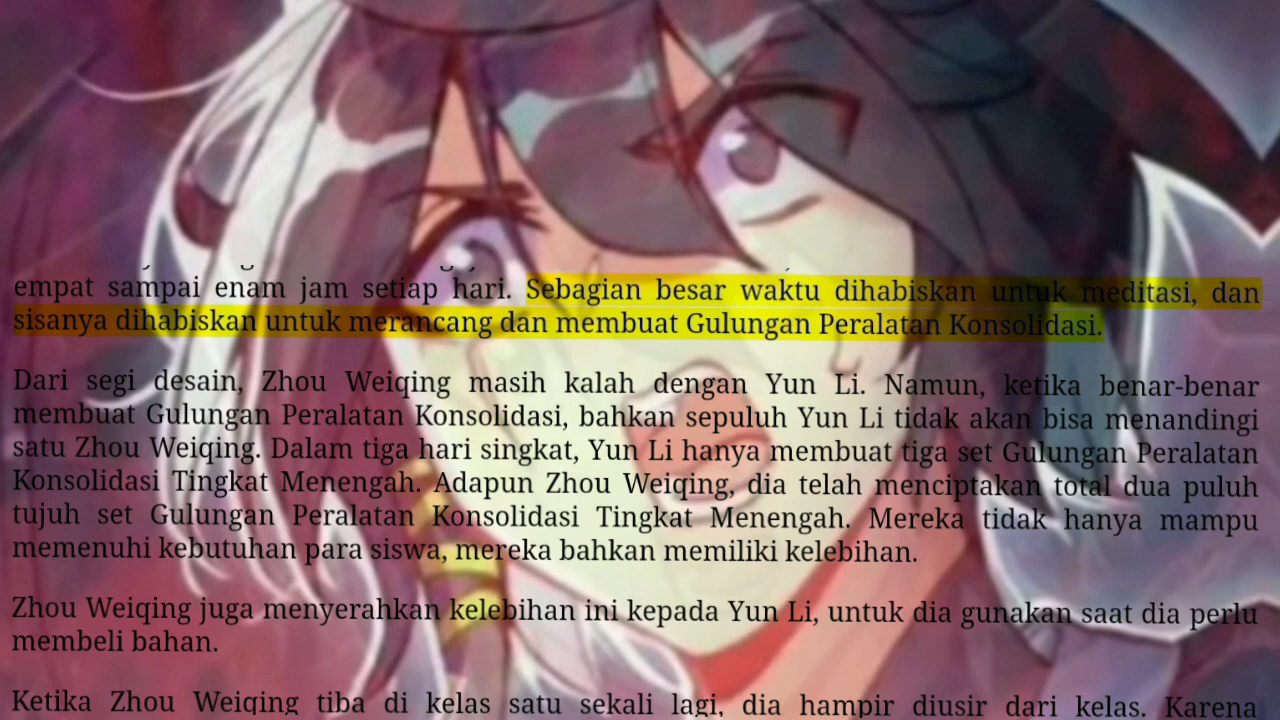 empat sampai enam jam setiap hari. Sebagian besar waktu dihabiskan untuk meditasi, dan
sisanya dihabiskan untuk merancang dan membuat Gulungan Peralatan Konsolidasi.
Dari segi desain, Zhou Weiqing masih kalah dengan Yun Li. Namun, ketika benar-benar
membuat Gulungan Peralatan Konsolidasi, bahkan sepuluh Yun Li tidak akan bisa menandingi
satu Zhou Weiqing. Dalam tiga hari singkat, Yun Li hanya membuat tiga set Gulungan Peralatan
Konsolidasi Tingkat Menengah. Adapun Zhou Weiqing, dia telah menciptakan total dua puluh
tujuh set Gulungan Peralatan Konsolidasi Tingkat Menengah. Mereka tidak hanya mampu
memenuhi kebutuhan para siswa, mereka bahkan memiliki kelebihan.
Zhou Weiqing juga menyerahkan kelebihan ini kepada Yun Li, untuk dia gunakan saat dia perlu
membeli bahan.
Ketika Zhou Weiqing tiba di kelas satu sekali lagi, dia hampir diusir dari kelas. Karena